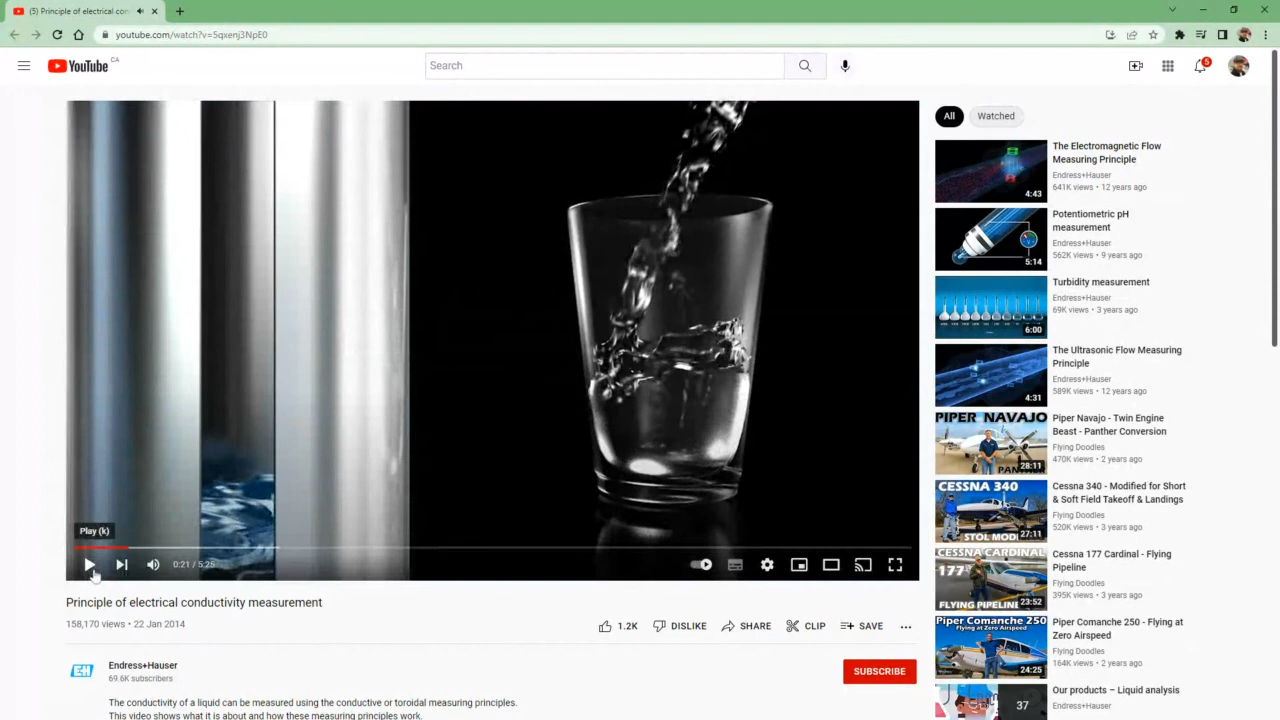 (5) Principle of electrical con
youtube.com/watch?v=5qxenj3NpE0
YouTube CA
Search
5
All
Watched
Play (k)
0:21 / 5:25
Principle of electrical conductivity measurement
158,170 views • 22 Jan 2014
1.2K
DISLIKE
SHARE
CLIP
SAVE
Endress+Hauser
69.6K subscribers
SUBSCRIBE
The conductivity of a liquid can be measured using the conductive or toroidal measuring principles.
This video shows what it is about and how these measuring principles work.
4:43
The Electromagnetic Flow
Measuring Principle
Endress+Hauser
641K views • 12 years ago
5:14
Potentiometric pH
measurement
Endress+Hauser
562K views • 9 years ago
6:00
Turbidity measurement
Endress+Hauser
69K views • 3 years ago
4:31
The Ultrasonic Flow Measuring
Principle
Endress+Hauser
589K views • 12 years ago
PIPER NAVAJO
PANTHER
28:11
Piper Navajo - Twin Engine
Beast - Panther Conversion
Flying Doodles
470K views • 2 years ago
CESSNA 340
STOL MODI
27:11
Cessna 340 - Modified for Short
& Soft Field Takeoff & Landings
Flying Doodles
520K views • 3 years ago
CESSNA CARDINAL
177
FLYING PIPELINE
23:52
Cessna 177 Cardinal - Flying
Pipeline
Flying Doodles
395K views • 3 years ago
Piper Comanche 250
Flying at Zero Airspeed
24:25
Piper Comanche 250 - Flying at
Zero Airspeed
Flying Doodles
164K views • 2 years ago
37
Our products – Liquid analysis
Endress+Hauser